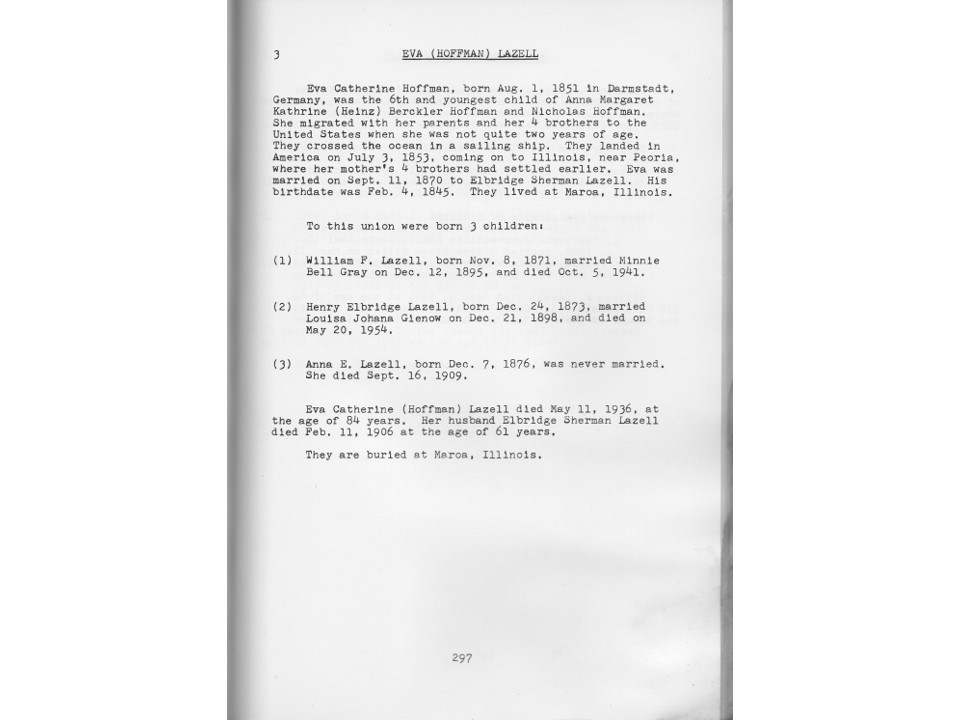 3 EVA (HOFFMAN) LAZELL
Eva Catherine Hoffman, born Aug. 1, 1851 in Darmstadt,
Germany, was the 6th and youngest child of Anna Margaret
Kathrine (Heinz) Berckler Hoffman and Nicholas Hoffman.
She migrated with her parents and her 4 brothers to the
United States when she was not quite two years of age.
They crossed the ocean in a sailing ship. They landed in
America on July 3, 1853, coming on to Illinois, near Peoria,
where her mother's 4 brothers had settled earlier. Eva was
married on Sept. 11, 1870 to Elbridge Sherman Lazell. His
birthdate was Feb. 4, 1845. They lived at Maroa, Illinois.
To this union were born 3 children:
(1) William F. Lazell, born Nov. 8, 1871, married Minnie
Bell Gray on Dec. 12, 1895, and died Oct. 5, 1941.
(2) Henry Elbridge Lazell, born Dec. 24, 1873, married
Louisa Johana Gienow on Dec. 21, 1898, and died on
May 20, 1954.
(3) Anna E. Lazell, born Dec. 7, 1876, was never married.
She died Sept. 16, 1909.
Eva Catherine (Hoffman) Lazell died May 11, 1936, at
the age of 84 years. Her husband Elbridge Sherman Lazell
died Feb. 11, 1906 at the age of 61 years.
They are buried at Maroa, Illinois.
297